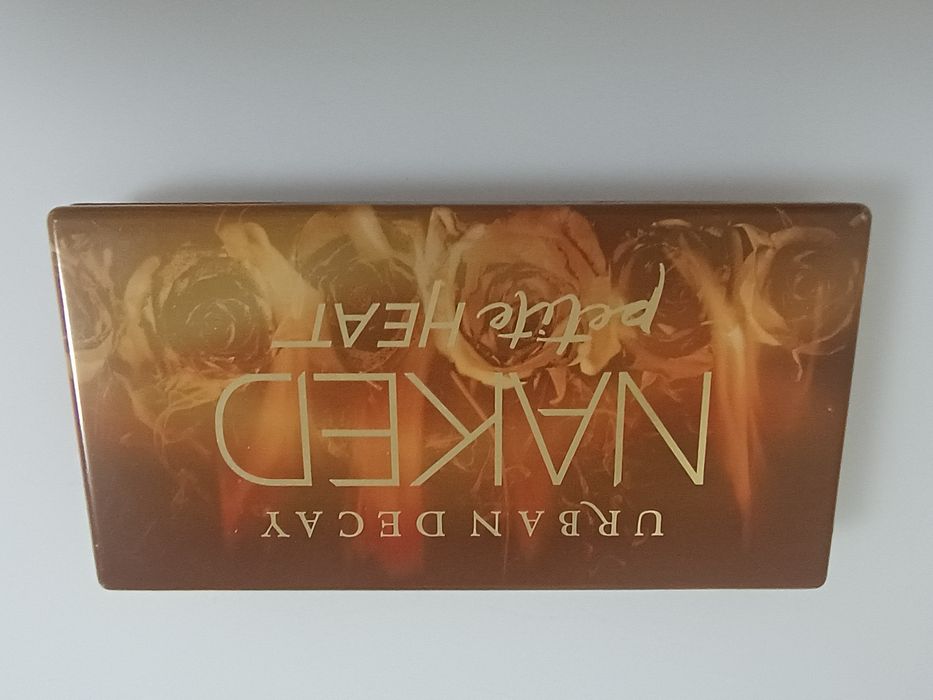 URBAN DECAY
NAKED
petite HEAT